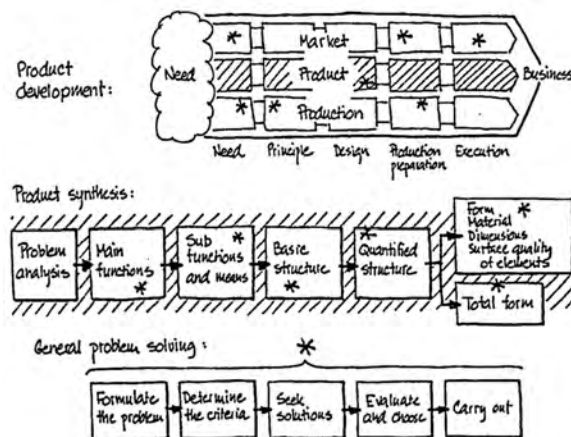 Product development:
Need
Market
Product
Production
Business
Need Principle Design Production preparation Execution
Product synthesis:
Problem analysis
Main functions
Sub functions and means
Basic structure
Quantified structure
Form
Material
Dimensions
Surface quality of elements
Total form
General problem solving:
Formulate the problem
Determine the criteria
Seek solutions
Evaluate and choose
Carry out